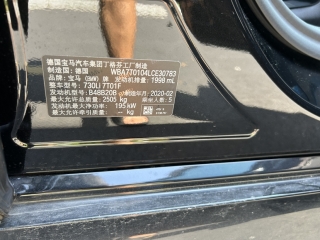 德国宝马汽车集团丁格芬工厂制造
制造国：德国 WBA7T0104LCE30783
品牌：宝马 (BMW) 牌 发动机排量：1998 mL
整车型号：730Li 7T01F
发动机型号：B48B20B 制造年月：2020-02
最大允许总质量：2505 kg 乘坐人数：5
发动机最大净功率：195 kW
最大允许牵引质量：— kg